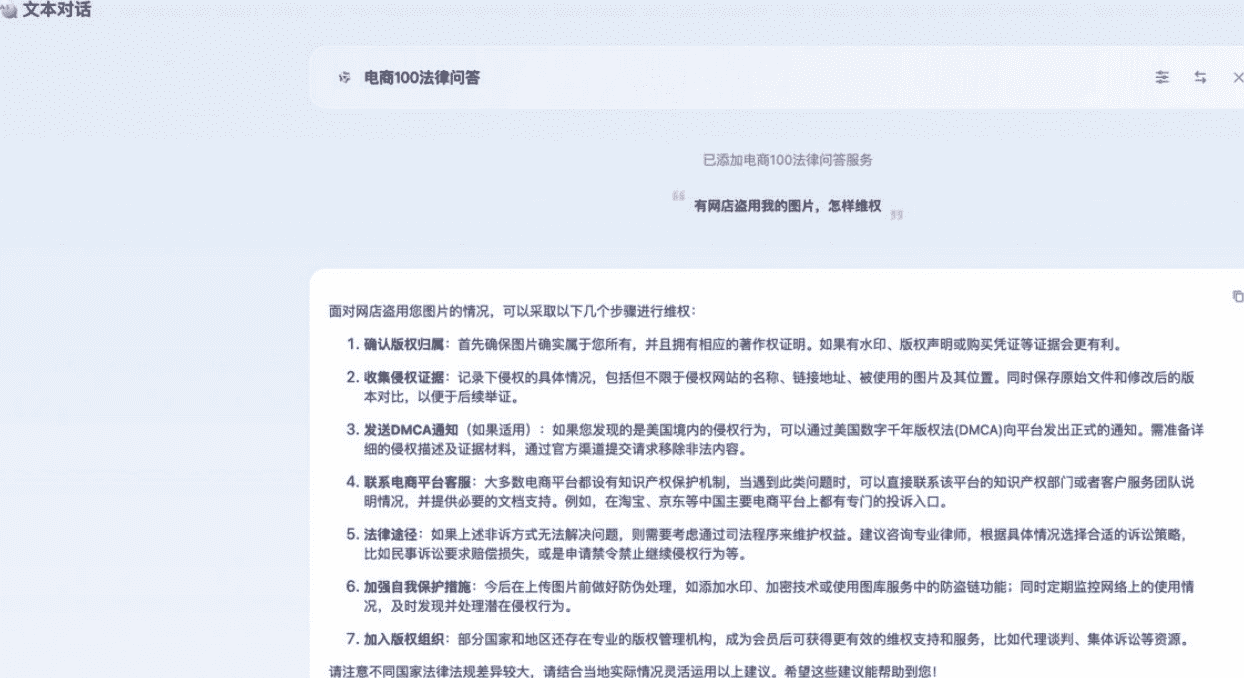 文本对话
电商100法律问答
已添加电商100法律问答服务
“ 有网店盗用我的图片，怎样维权 ”
面对网店盗用您图片的情况，可以采取以下几个步骤进行维权：
1. 确认版权归属：首先确保图片确实属于您所有，并且拥有相应的著作权证明。如果有水印、版权声明或购买凭证等证据会更有利。
2. 收集侵权证据：记录下侵权的具体情况，包括但不限于侵权网站的名称、链接地址、被使用的图片及其位置。同时保存原始文件和修改后的版
本对比，以便于后续举证。
3. 发送DMCA通知（如果适用）：如果您发现的是美国境内的侵权行为，可以通过美国数字千年版权法(DMCA)向平台发出正式的通知。需准备详
细的侵权描述及证据材料，通过官方渠道提交请求移除非法内容。
4. 联系电商平台客服：大多数电商平台都设有知识产权保护机制，当遇到此类问题时，可以直接联系该平台的知识产权部门或者客户服务团队说
明情况，并提供必要的文档支持。例如，在淘宝、京东等中国主要电商平台上都有专门的投诉入口。
5. 法律途径：如果上述非诉方式无法解决问题，则需要考虑通过司法程序来维护权益。建议咨询专业律师，根据具体情况选择合适的诉讼策略，
比如民事诉讼要求赔偿损失，或是申请禁令禁止继续侵权行为等。
6. 加强自我保护措施：今后在上传图片前做好防伪处理，如添加水印、加密技术或使用图库服务中的防盗链功能；同时定期监控网络上的使用情
况，及时发现并处理潜在侵权行为。
7. 加入版权组织：部分国家和地区还存在专业的版权管理机构，成为会员后可获得更有效的维权支持和服务，比如代理谈判、集体诉讼等资源。
请注意不同国家法律法规差异较大，请结合当地实际情况灵活运用以上建议。希望这些建议能帮助到您！